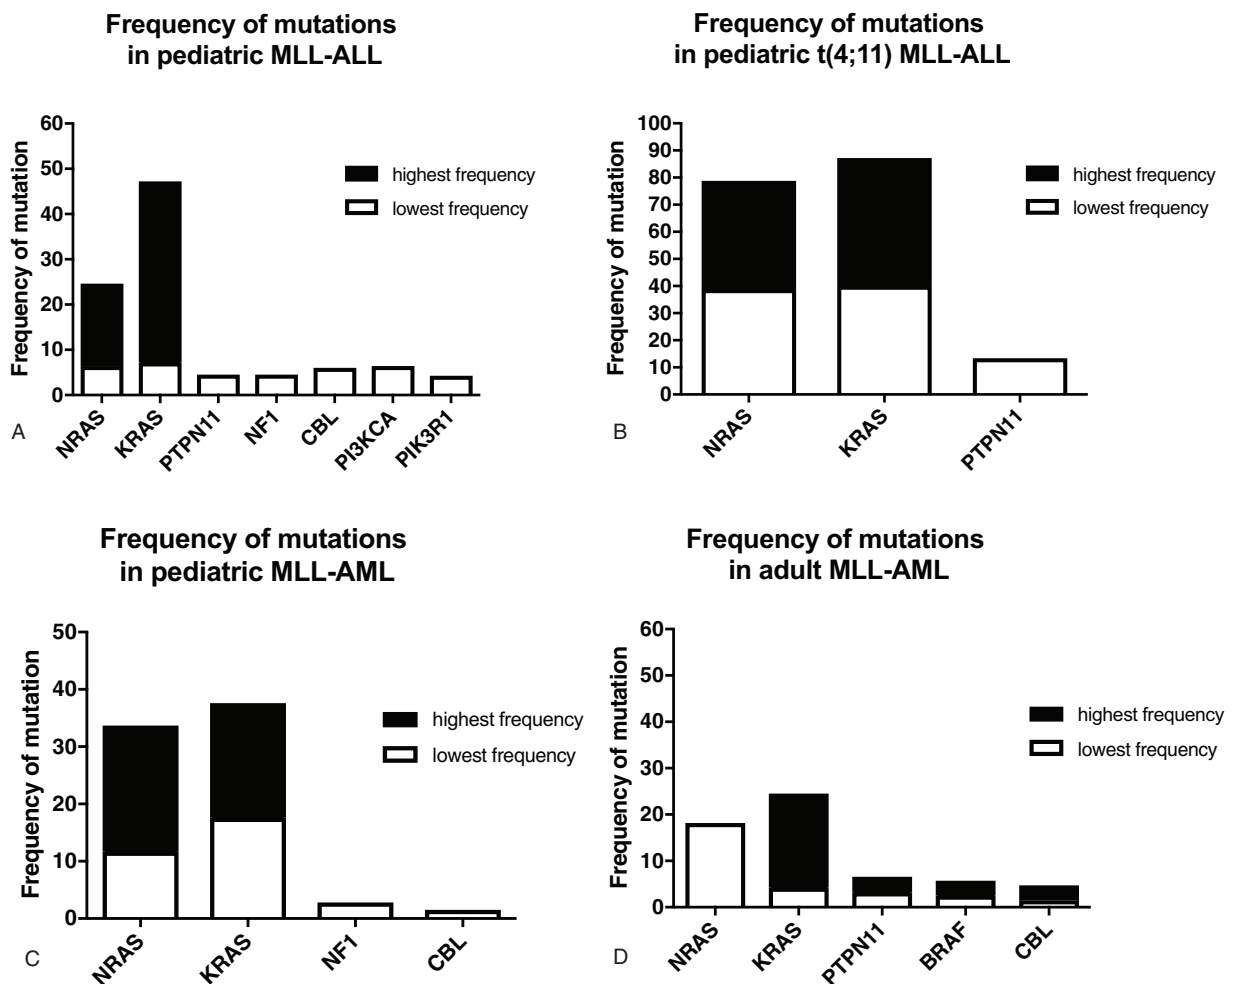 Frequency of mutations
in pediatric MLL-ALL
Frequency of mutation
60
50
40
30
20
10
0
highest frequency
lowest frequency
NRAS
KRAS
PTPN11
NF1
CBL
PI3KCA
PIK3R1
A
Frequency of mutations
in pediatric t(4;11) MLL-ALL
Frequency of mutation
100
90
80
70
60
50
40
30
20
10
0
highest frequency
lowest frequency
NRAS
KRAS
PTPN11
B
Frequency of mutations
in pediatric MLL-AML
Frequency of mutation
50
40
30
20
10
0
highest frequency
lowest frequency
NRAS
KRAS
NF1
CBL
C
Frequency of mutations
in adult MLL-AML
Frequency of mutation
60
50
40
30
20
10
0
highest frequency
lowest frequency
NRAS
KRAS
PTPN11
BRAF
CBL
D